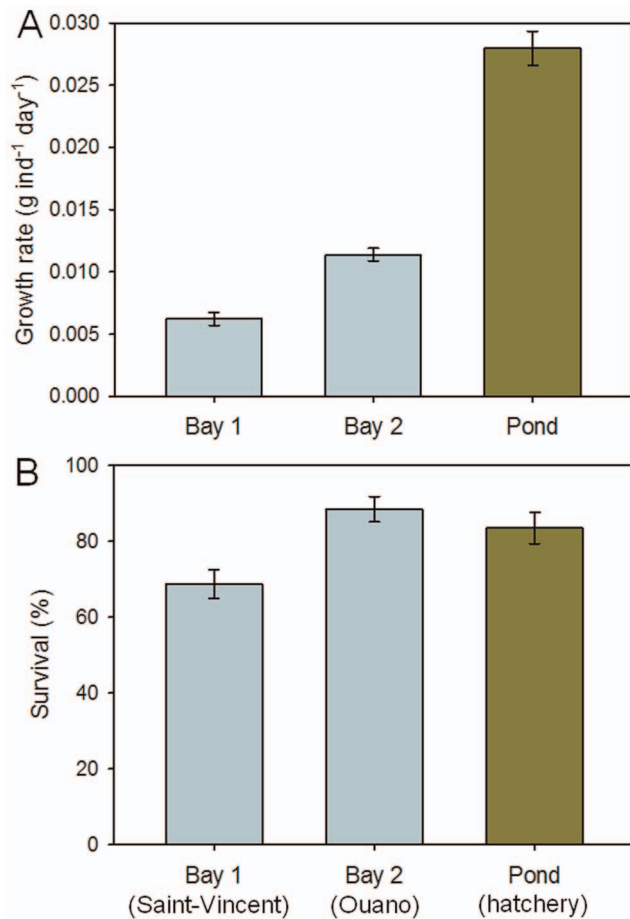 A
Growth rate (g ind⁻¹ day⁻¹)
0.030
0.025
0.020
0.015
0.010
0.005
0.000
Bay 1 Bay 2 Pond
B
Survival (%)
100
80
60
40
20
0
Bay 1 Bay 2 Pond
(Saint-Vincent) (Ouano) (hatchery)